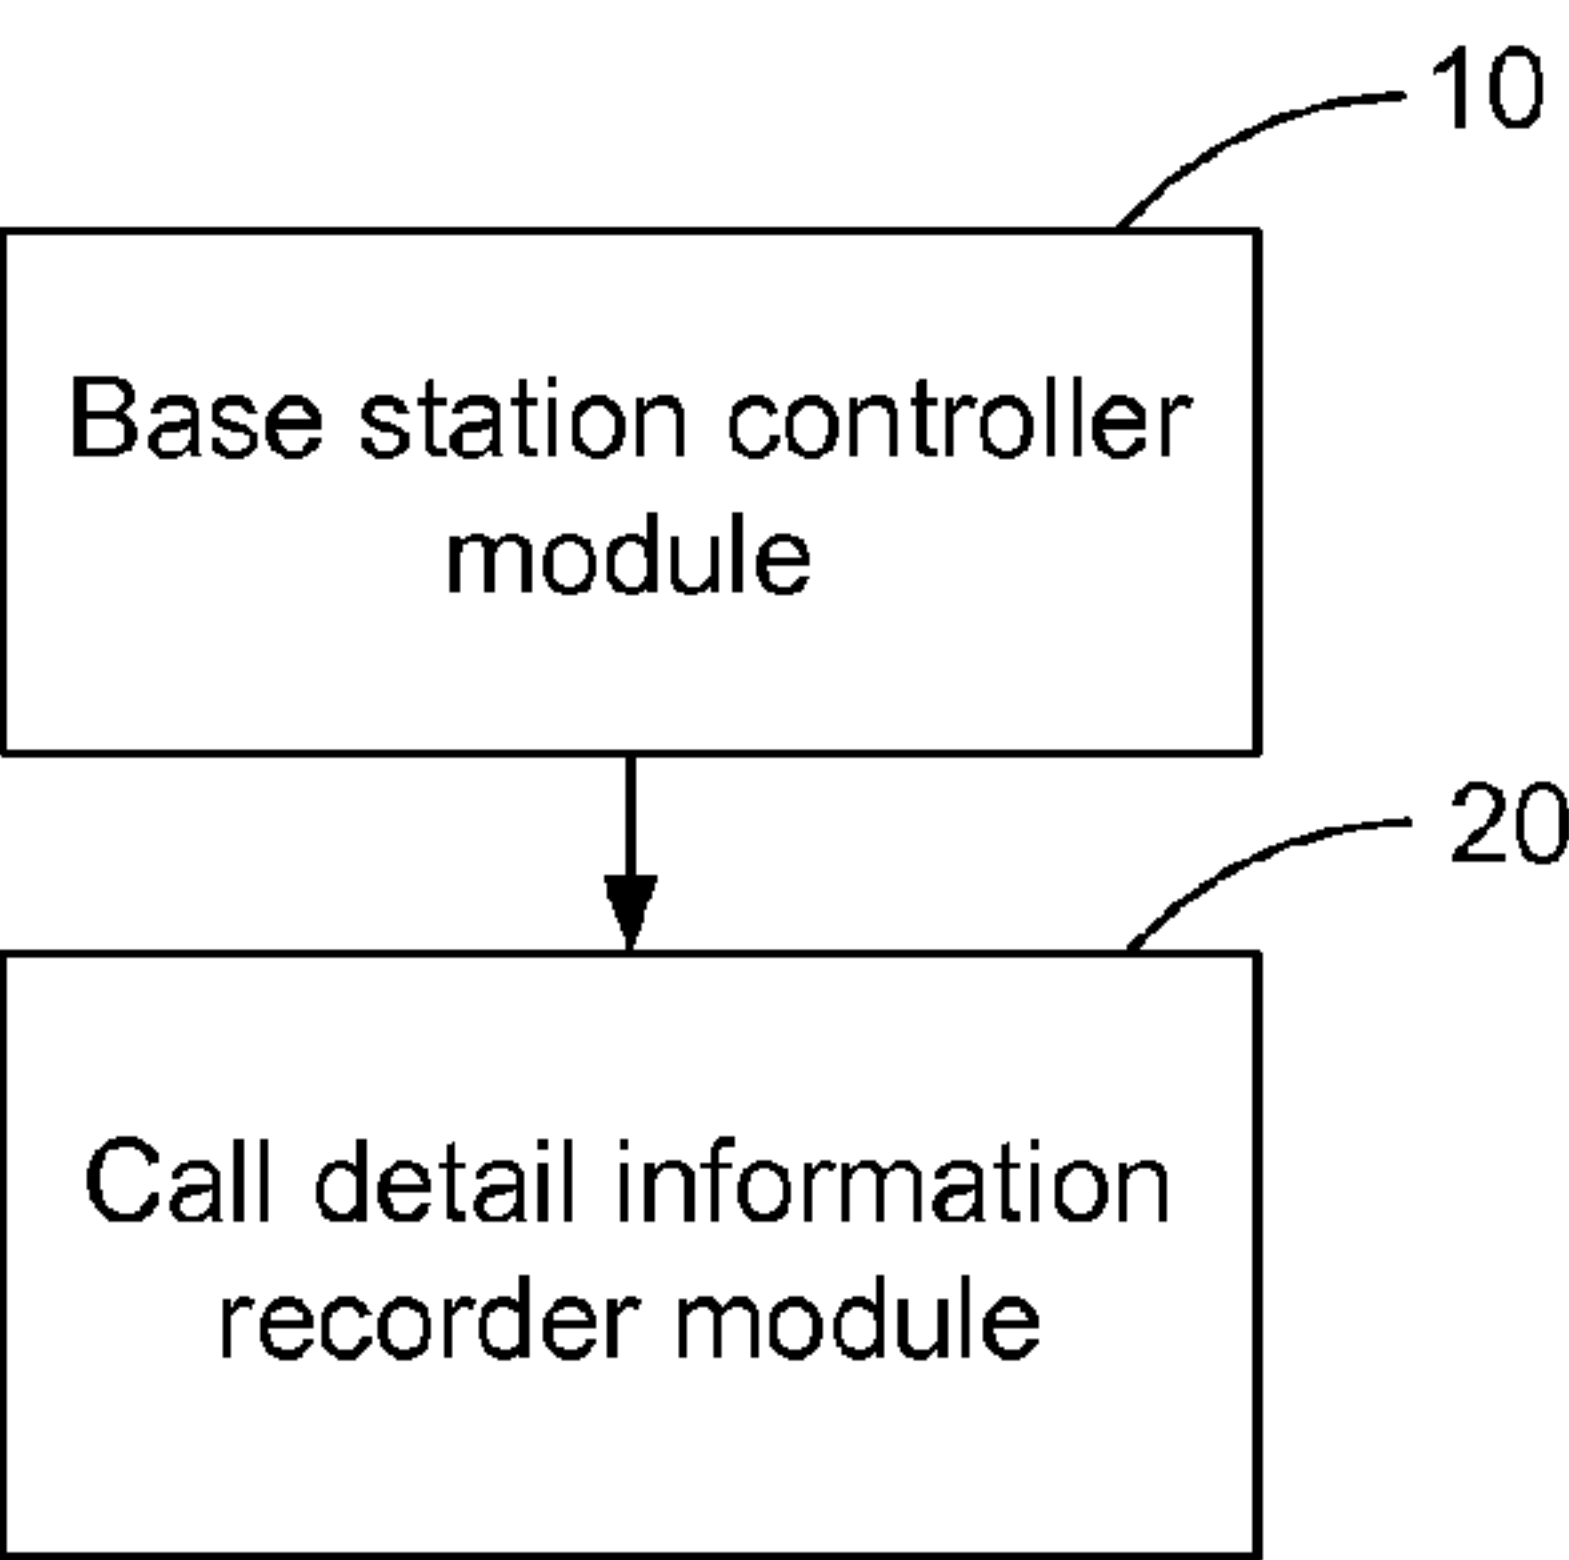 10
Base station controller
module
20
Call detail information
recorder module